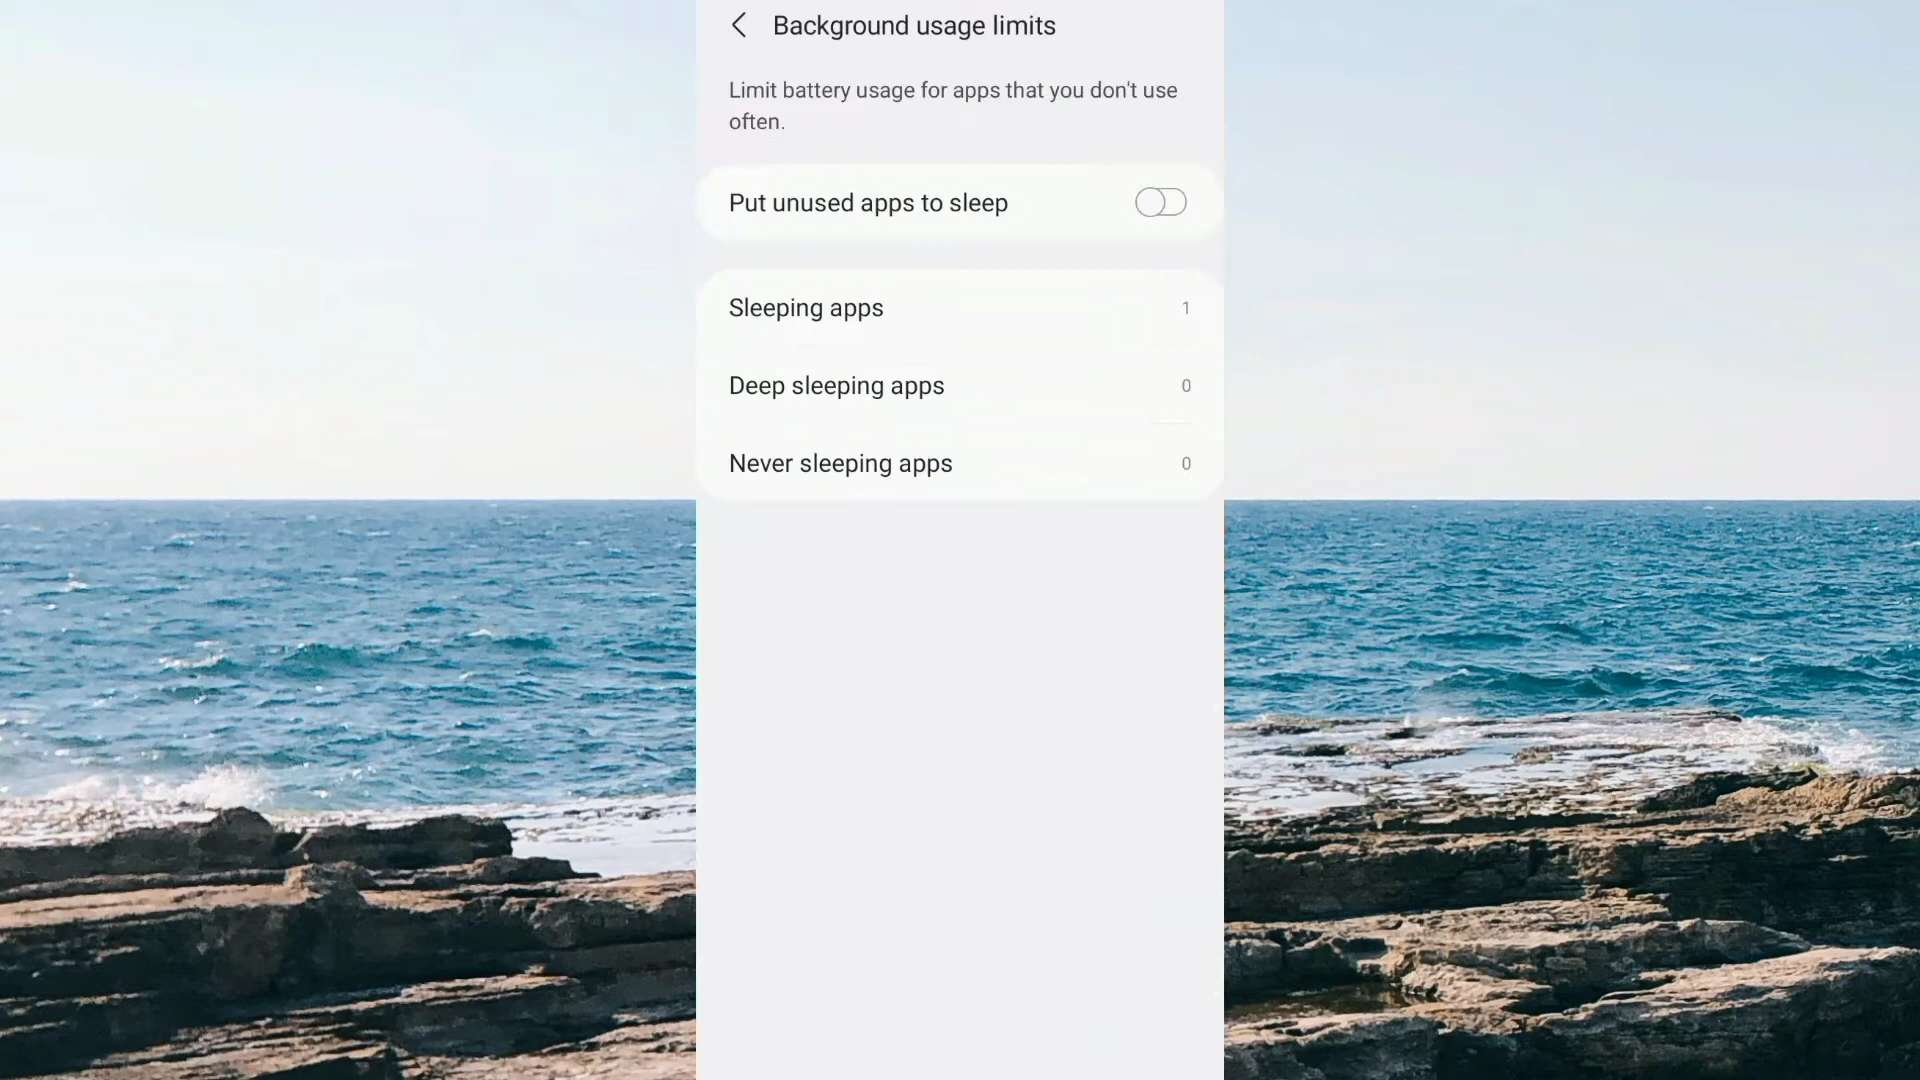 Background usage limits
Limit battery usage for apps that you don't use
often.
Put unused apps to sleep
Sleeping apps 1
Deep sleeping apps 0
Never sleeping apps 0